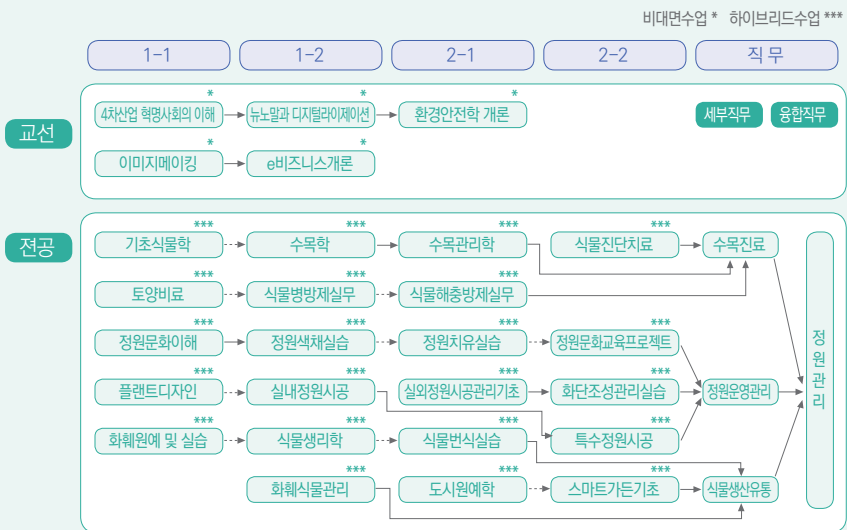 비대면수업 * 하이브리드수업 ***
1-1 1-2 2-1 2-2 직무
교선
* * *
4차산업 혁명사회의 이해 뉴노말과 디지털라이제이션 환경안전학 개론 세부직무 융합직무
* *
이미지메이킹 e비즈니스개론
전공
*** *** *** ***
기초식물학 수목학 수목관리학 식물진단치료 수목진료
*** *** ***
토양비료 식물병방제실무 식물해충방제실무
*** *** *** ***
정원문화이해 정원색채실습 정원치유실습 정원문화교육프로젝트
*** *** *** ***
플랜트디자인 실내정원시공 실외정원시공관리기초 화단조성관리실습 정원운영관리
*** *** *** ***
화훼원예 및 실습 식물생리학 식물번식실습 특수정원시공
*** *** ***
화훼식물관리 도시원예학 스마트가든기초 식물생산유통
정원관리